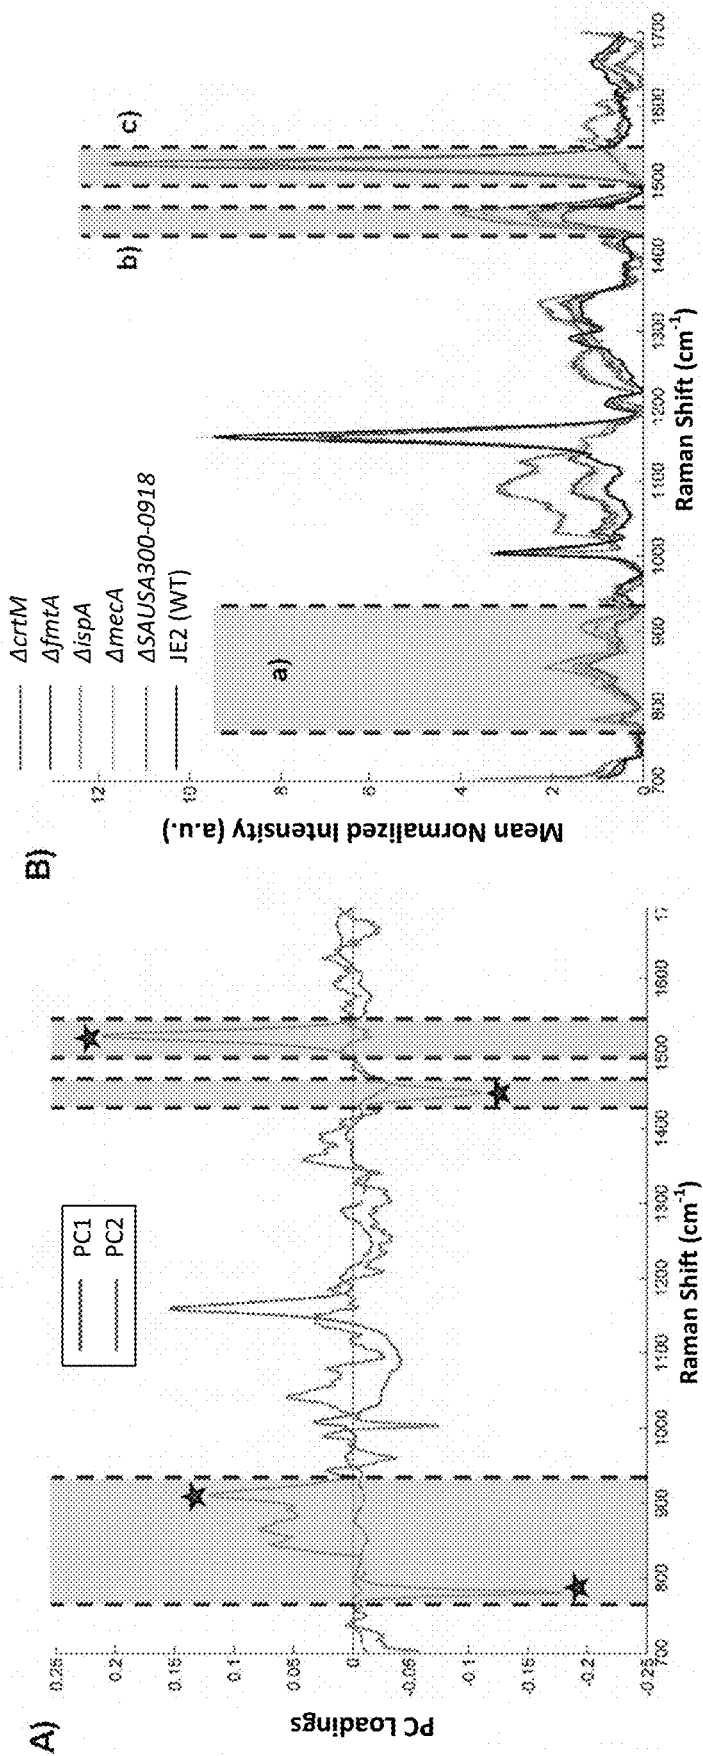 A)
PC Loadings
0.25
0.2
0.15
0.1
0.05
0
-0.05
-0.1
-0.15
-0.2
-0.25
PC1
PC2
700
800
900
1000
1100
1200
1300
1400
1500
1600
17
Raman Shift (cm⁻¹)
B)
ΔcrtM
ΔfmtA
ΔispA
ΔmecA
ΔSAUSA300-0918
JE2 (WT)
Mean Normalized Intensity (a.u.)
12
10
8
6
4
2
0
a)
b)
c)
700
800
900
1000
1100
1200
1300
1400
1500
1600
1700
Raman Shift (cm⁻¹)